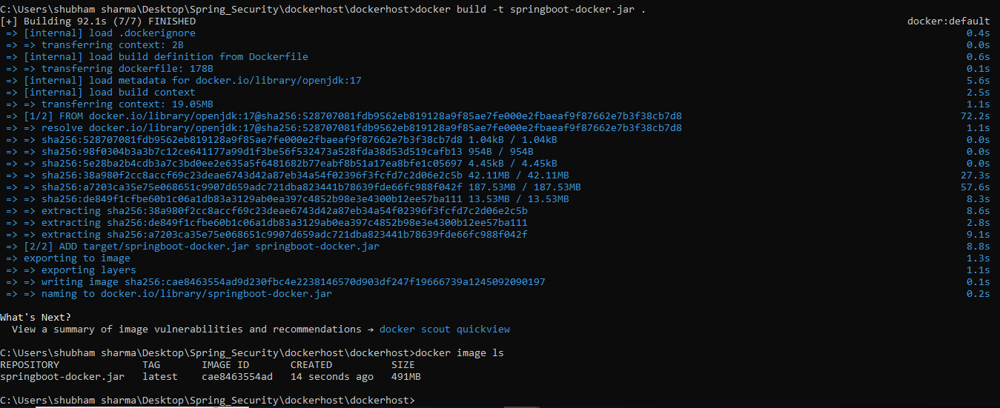 C:\Users\shubham sharma\Desktop\Spring_Security\dockerhost\dockerhost>docker build -t springboot-docker.jar .
[+] Building 92.1s (7/7) FINISHED docker:default
=> [internal] load .dockerignore 0.4s
=> => transferring context: 2B 0.0s
=> [internal] load build definition from Dockerfile 0.6s
=> => transferring dockerfile: 178B 0.1s
=> [internal] load metadata for docker.io/library/openjdk:17 5.6s
=> [internal] load build context 2.5s
=> => transferring context: 19.05MB 1.1s
=> [1/2] FROM docker.io/library/openjdk:17@sha256:528707081fdb9562eb819128a9f85ae7fe000e2fbaeaf9f87662e7b3f38cb7d8 72.2s
=> => resolve docker.io/library/openjdk:17@sha256:528707081fdb9562eb819128a9f85ae7fe000e2fbaeaf9f87662e7b3f38cb7d8 1.1s
=> => sha256:528707081fdb9562eb819128a9f85ae7fe000e2fbaeaf9f87662e7b3f38cb7d8 1.04kB / 1.04kB 0.0s
=> => sha256:98f0304b3a3b7c12ce641177a99d1f3be56f532473a528fda38d53d519cafb13 954B / 954B 0.0s
=> => sha256:5e28ba2b4cdb3a7c3bd0ee2e635a5f6481682b77eabf8b51a17ea8bfe1c05697 4.45kB / 4.45kB 0.0s
=> => sha256:38a980f2cc8accf69c23deae6743d42a87eb34a54f02396f3fcfd7c2d06e2c5b 42.11MB / 42.11MB 27.3s
=> => sha256:a7203ca35e75e068651c9907d659adc721dba823441b78639fde66fc988f042f 187.53MB / 187.53MB 57.6s
=> => sha256:de849f1cfbe60b1c06a1db83a3129ab0ea397c4852b98e3e4300b12ee57ba111 13.53MB / 13.53MB 8.3s
=> => extracting sha256:38a980f2cc8accf69c23deae6743d42a87eb34a54f02396f3fcfd7c2d06e2c5b 8.6s
=> => extracting sha256:de849f1cfbe60b1c06a1db83a3129ab0ea397c4852b98e3e4300b12ee57ba111 2.8s
=> => extracting sha256:a7203ca35e75e068651c9907d659adc721dba823441b78639fde66fc988f042f 9.1s
=> [2/2] ADD target/springboot-docker.jar springboot-docker.jar 8.8s
=> exporting to image 1.3s
=> => exporting layers 1.1s
=> => writing image sha256:cae8463554ad9d230fbc4e2238146570d903df247f19666739a1245092090197 0.1s
=> => naming to docker.io/library/springboot-docker.jar 0.2s
What's Next?
View a summary of image vulnerabilities and recommendations → docker scout quickview
C:\Users\shubham sharma\Desktop\Spring_Security\dockerhost\dockerhost>docker image ls
REPOSITORY TAG IMAGE ID CREATED SIZE
springboot-docker.jar latest cae8463554ad 14 seconds ago 491MB
C:\Users\shubham sharma\Desktop\Spring_Security\dockerhost\dockerhost>